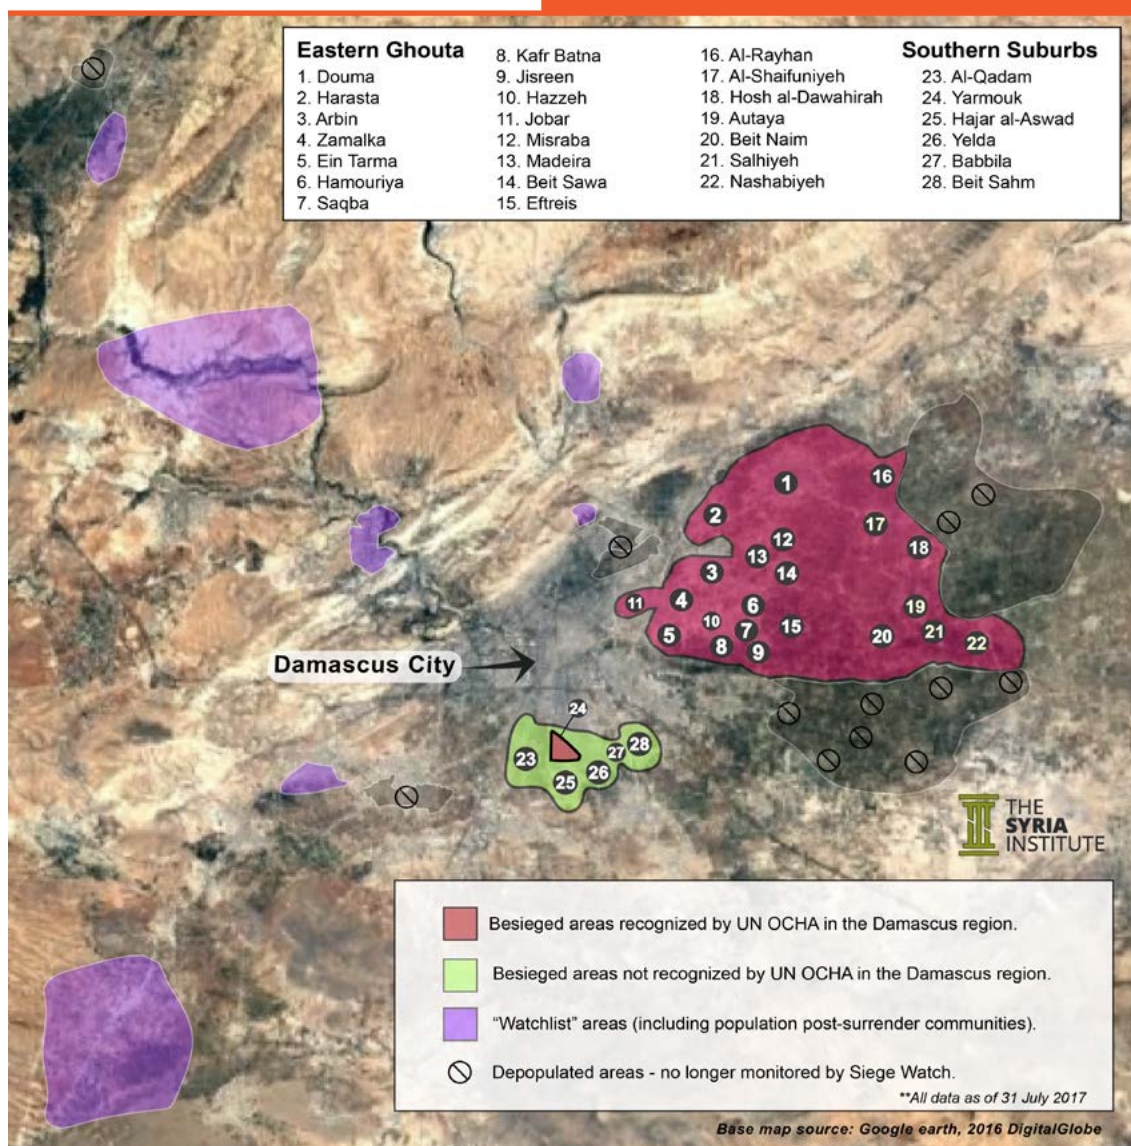 Eastern Ghouta
1. Douma
2. Harasta
3. Arbin
4. Zamalka
5. Ein Tarma
6. Hamouriya
7. Saqba
8. Kafr Batna
9. Jisreen
10. Hazzeh
11. Jobar
12. Misraba
13. Madeira
14. Beit Sawa
15. Eftreis
16. Al-Rayhan
17. Al-Shaifuniyeh
18. Hosh al-Dawahirah
19. Autaya
20. Beit Naim
21. Salhiyeh
22. Nashabiyeh
Southern Suburbs
23. Al-Qadam
24. Yarmouk
25. Hajar al-Aswad
26. Yelda
27. Babbila
28. Beit Sahm
1
16
2
17
12
18
13
3
14
4
11
6
19
10
7
15
21
5
20
22
8
9
Damascus City
24
28
27
23
26
25
THE
SYRIA
INSTITUTE
Besieged areas recognized by UN OCHA in the Damascus region.
Besieged areas not recognized by UN OCHA in the Damascus region.
“Watchlist” areas (including population post-surrender communities).
Depopulated areas - no longer monitored by Siege Watch.
**All data as of 31 July 2017
Base map source: Google earth, 2016 DigitalGlobe